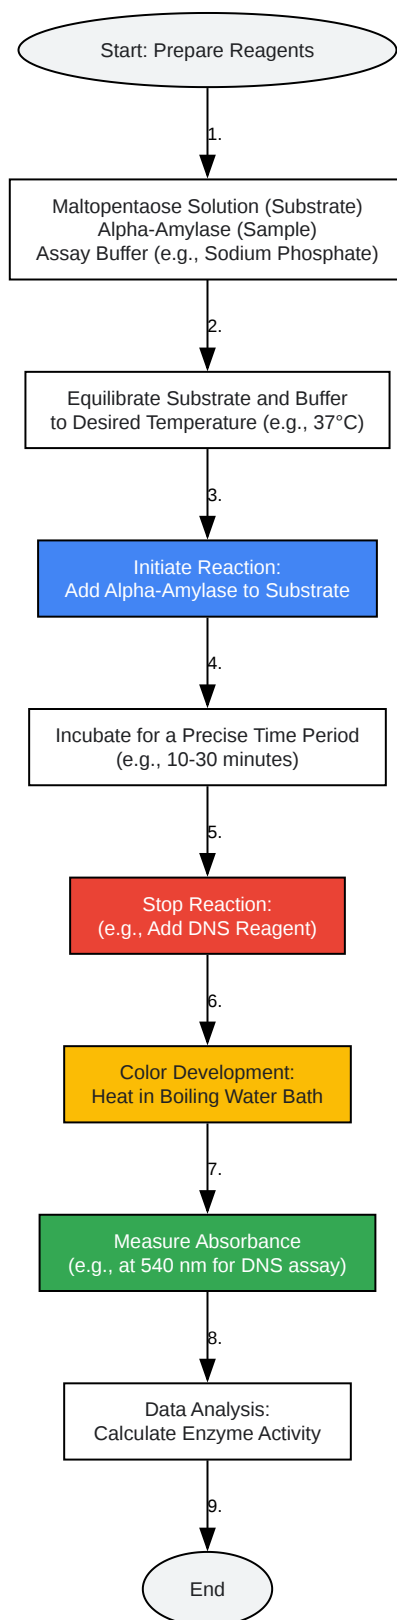 Start: Prepare Reagents
1.
Maltopentaose Solution (Substrate)
Alpha-Amylase (Sample)
Assay Buffer (e.g., Sodium Phosphate)
2.
Equilibrate Substrate and Buffer
to Desired Temperature (e.g., 37°C)
3.
Initiate Reaction:
Add Alpha-Amylase to Substrate
4.
Incubate for a Precise Time Period
(e.g., 10-30 minutes)
5.
Stop Reaction:
(e.g., Add DNS Reagent)
6.
Color Development:
Heat in Boiling Water Bath
7.
Measure Absorbance
(e.g., at 540 nm for DNS assay)
8.
Data Analysis:
Calculate Enzyme Activity
9.
End